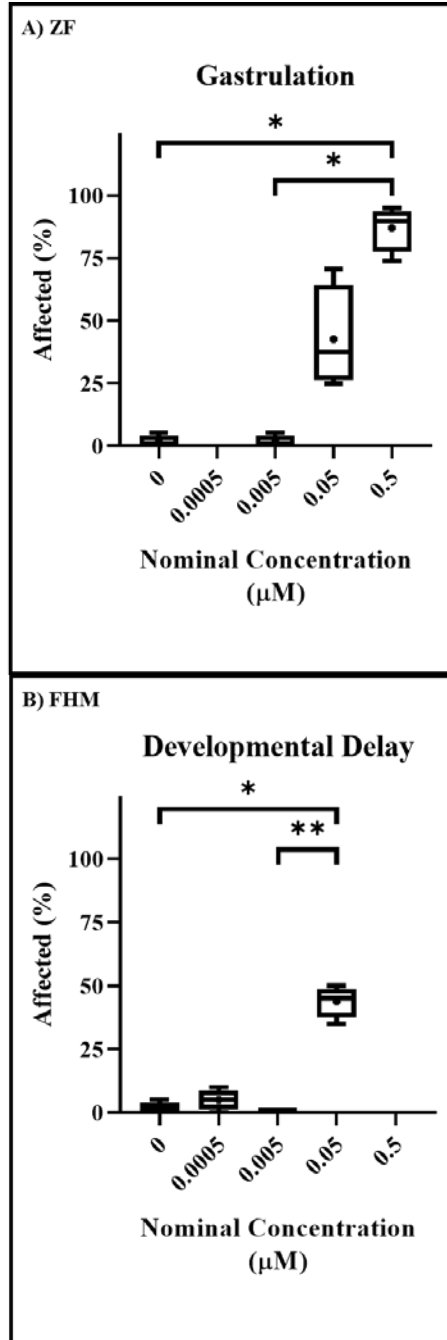 A) ZF
Gastrulation
*
*
100
75
50
25
0
Affected (%)
0
0.0005
0.005
0.05
0.5
Nominal Concentration
(μM)
B) FHM
Developmental Delay
*
**
100
75
50
25
0
Affected (%)
0
0.0005
0.005
0.05
0.5
Nominal Concentration
(μM)